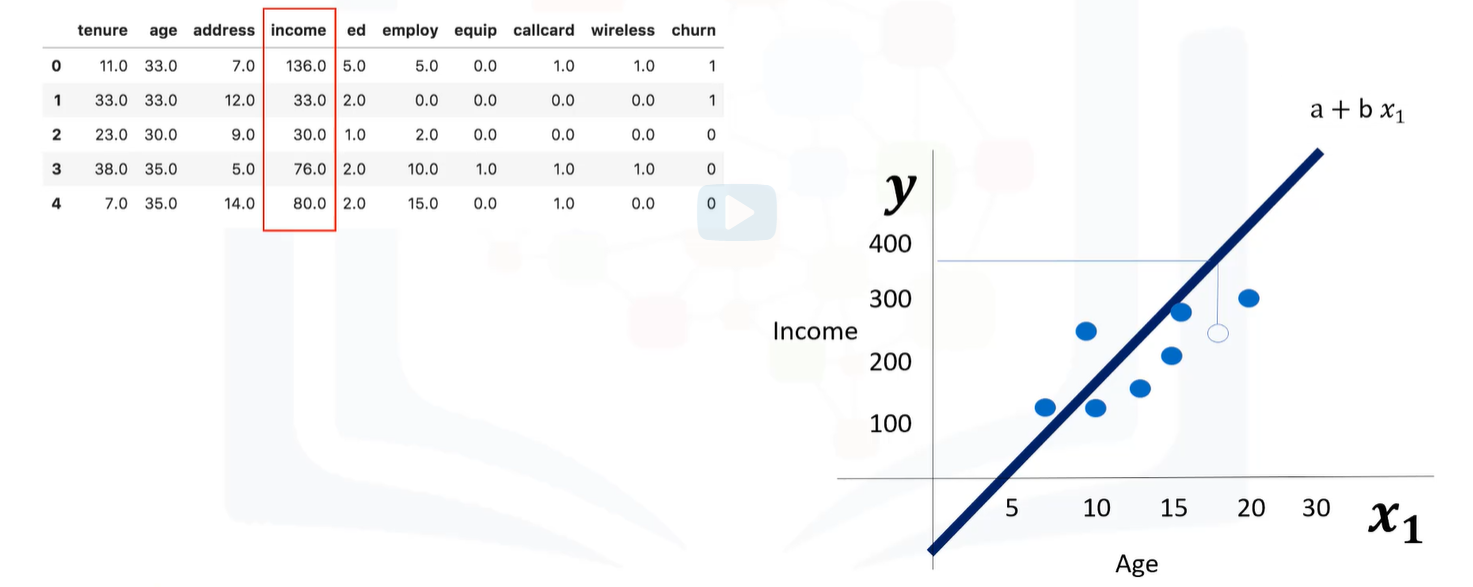 tenure age address income ed employ equip callcard wireless churn
0 11.0 33.0 7.0 136.0 5.0 5.0 0.0 1.0 1.0 1
1 33.0 33.0 12.0 33.0 2.0 0.0 0.0 0.0 0.0 1
2 23.0 30.0 9.0 30.0 1.0 2.0 0.0 0.0 0.0 0
3 38.0 35.0 5.0 76.0 2.0 10.0 1.0 1.0 1.0 0
4 7.0 35.0 14.0 80.0 2.0 15.0 0.0 1.0 0.0 0
a + b x₁
y
400
300
Income
200
100
5 10 15 20 30
x₁
Age